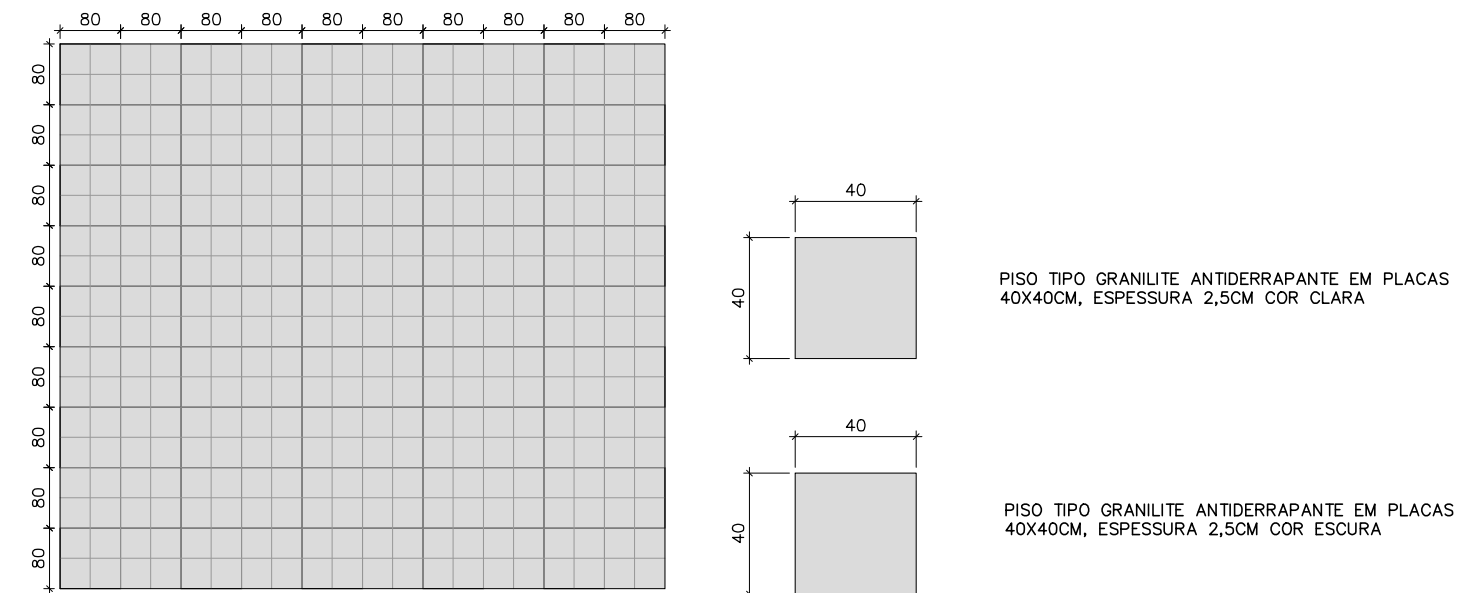 80 80 80 80 80 80 80 80 80 80
80
80
80
80
80
80
80
80
80
40
40
PISO TIPO GRANILITE ANTIDERRAPANTE EM PLACAS
40X40CM, ESPESSURA 2,5CM COR CLARA
40
40
PISO TIPO GRANILITE ANTIDERRAPANTE EM PLACAS
40X40CM, ESPESSURA 2,5CM COR ESCURA